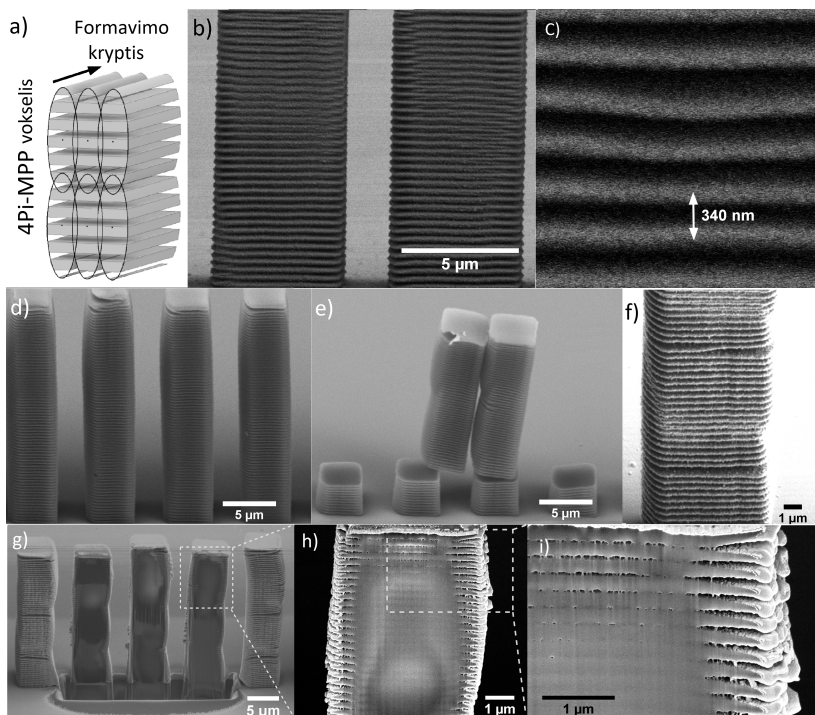 a)
Formavimo
kryptis
4Pi-MPP vokselis
b)
5 µm
c)
340 nm
d)
5 µm
e)
5 µm
f)
1 µm
g)
5 µm
h)
1 µm
i)
1 µm